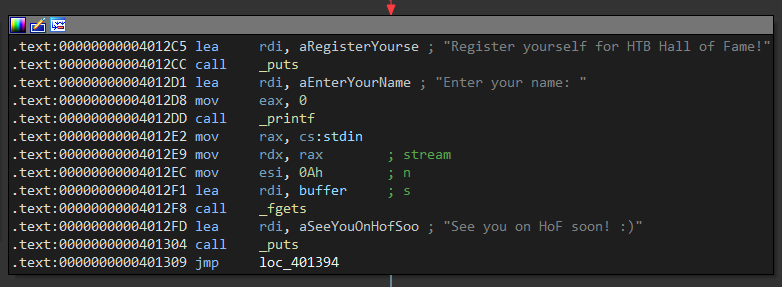 .text:00000000004012C5 lea rdi, aRegisterYourse ; "Register yourself for HTB Hall of Fame!"
.text:00000000004012CC call _puts
.text:00000000004012D1 lea rdi, aEnterYourName ; "Enter your name: "
.text:00000000004012D8 mov eax, 0
.text:00000000004012DD call _printf
.text:00000000004012E2 mov rax, cs:stdin
.text:00000000004012E9 mov rdx, rax ; stream
.text:00000000004012EC mov esi, 0Ah ; n
.text:00000000004012F1 lea rdi, buffer ; s
.text:00000000004012F8 call _fgets
.text:00000000004012FD lea rdi, aSeeYouOnHofSoo ; "See you on HoF soon! :)"
.text:0000000000401304 call _puts
.text:0000000000401309 jmp loc_401394